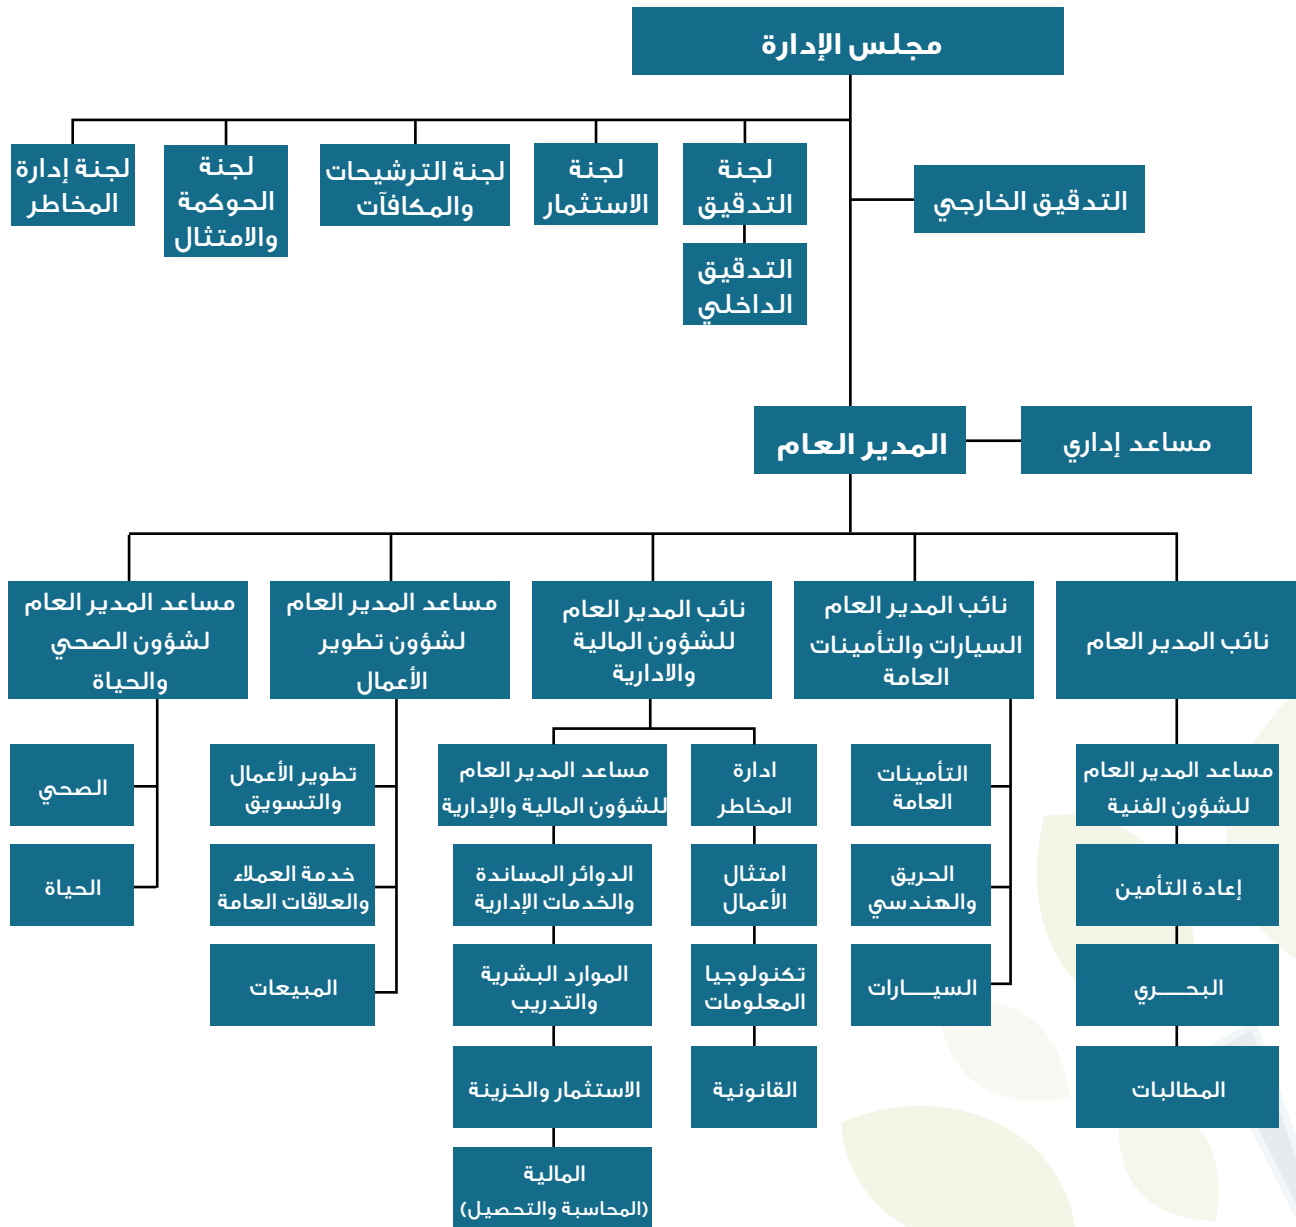 مجلس الإدارة
التدقيق الخارجي
لجنة
التدقيق
لجنة
الاستثمار
لجنة الترشيحات
والمكافآت
لجنة
الحوكمة
والامتثال
لجنة إدارة
المخاطر
التدقيق
الداخلي
مساعد إداري
المدير العام
نائب المدير العام
نائب المدير العام
السيارات والتأمينات
العامة
نائب المدير العام
للشؤون المالية
والادارية
مساعد المدير العام
لشؤون تطوير
الأعمال
مساعد المدير العام
لشؤون الصحي
والحياة
مساعد المدير العام
للشؤون الفنية
إعادة التأمين
البحـــــري
المطالبات
التأمينات
العامة
الحريق
والهندسي
السيـــــارات
ادارة
المخاطر
امتثال
الأعمال
تكنولوجيا
المعلومات
القانونية
مساعد المدير العام
للشؤون المالية والإدارية
الدوائر المساندة
والخدمات الإدارية
الموارد البشرية
والتدريب
الاستثمار والخزينة
المالية
(المحاسبة والتحصيل)
تطوير الأعمال
والتسويق
خدمة العملاء
والعلاقات العامة
المبيعات
الصحي
الحياة